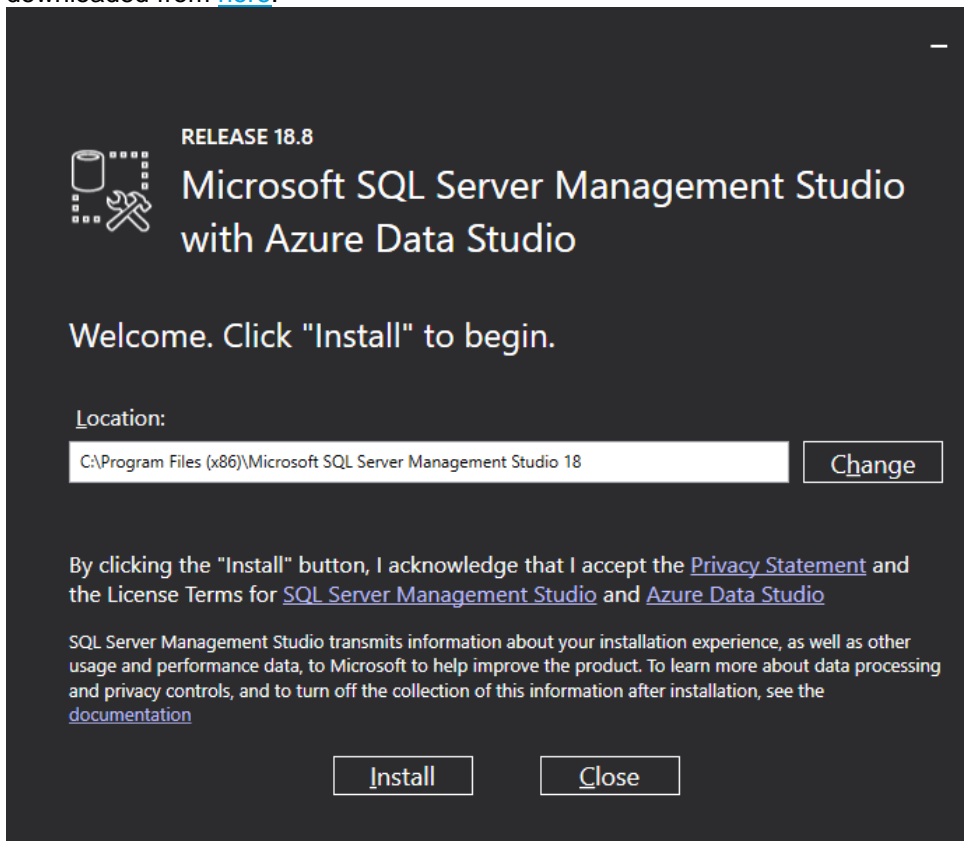 downloaded from here.
RELEASE 18.8
Microsoft SQL Server Management Studio
with Azure Data Studio
Welcome. Click "Install" to begin.
Location:
C:\Program Files (x86)\Microsoft SQL Server Management Studio 18
Change
By clicking the "Install" button, I acknowledge that I accept the Privacy Statement and
the License Terms for SQL Server Management Studio and Azure Data Studio
SQL Server Management Studio transmits information about your installation experience, as well as other
usage and performance data, to Microsoft to help improve the product. To learn more about data processing
and privacy controls, and to turn off the collection of this information after installation, see the
documentation
Install
Close